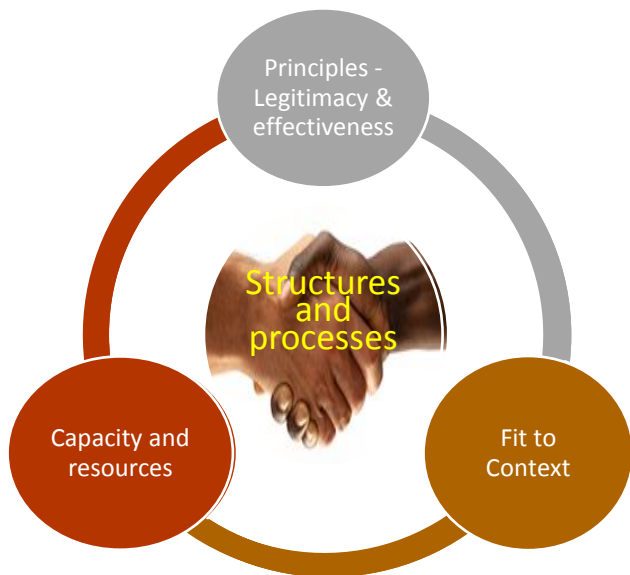 Principles -
Legitimacy &
effectiveness
Structures
and
processes
Capacity and
resources
Fit to
Context